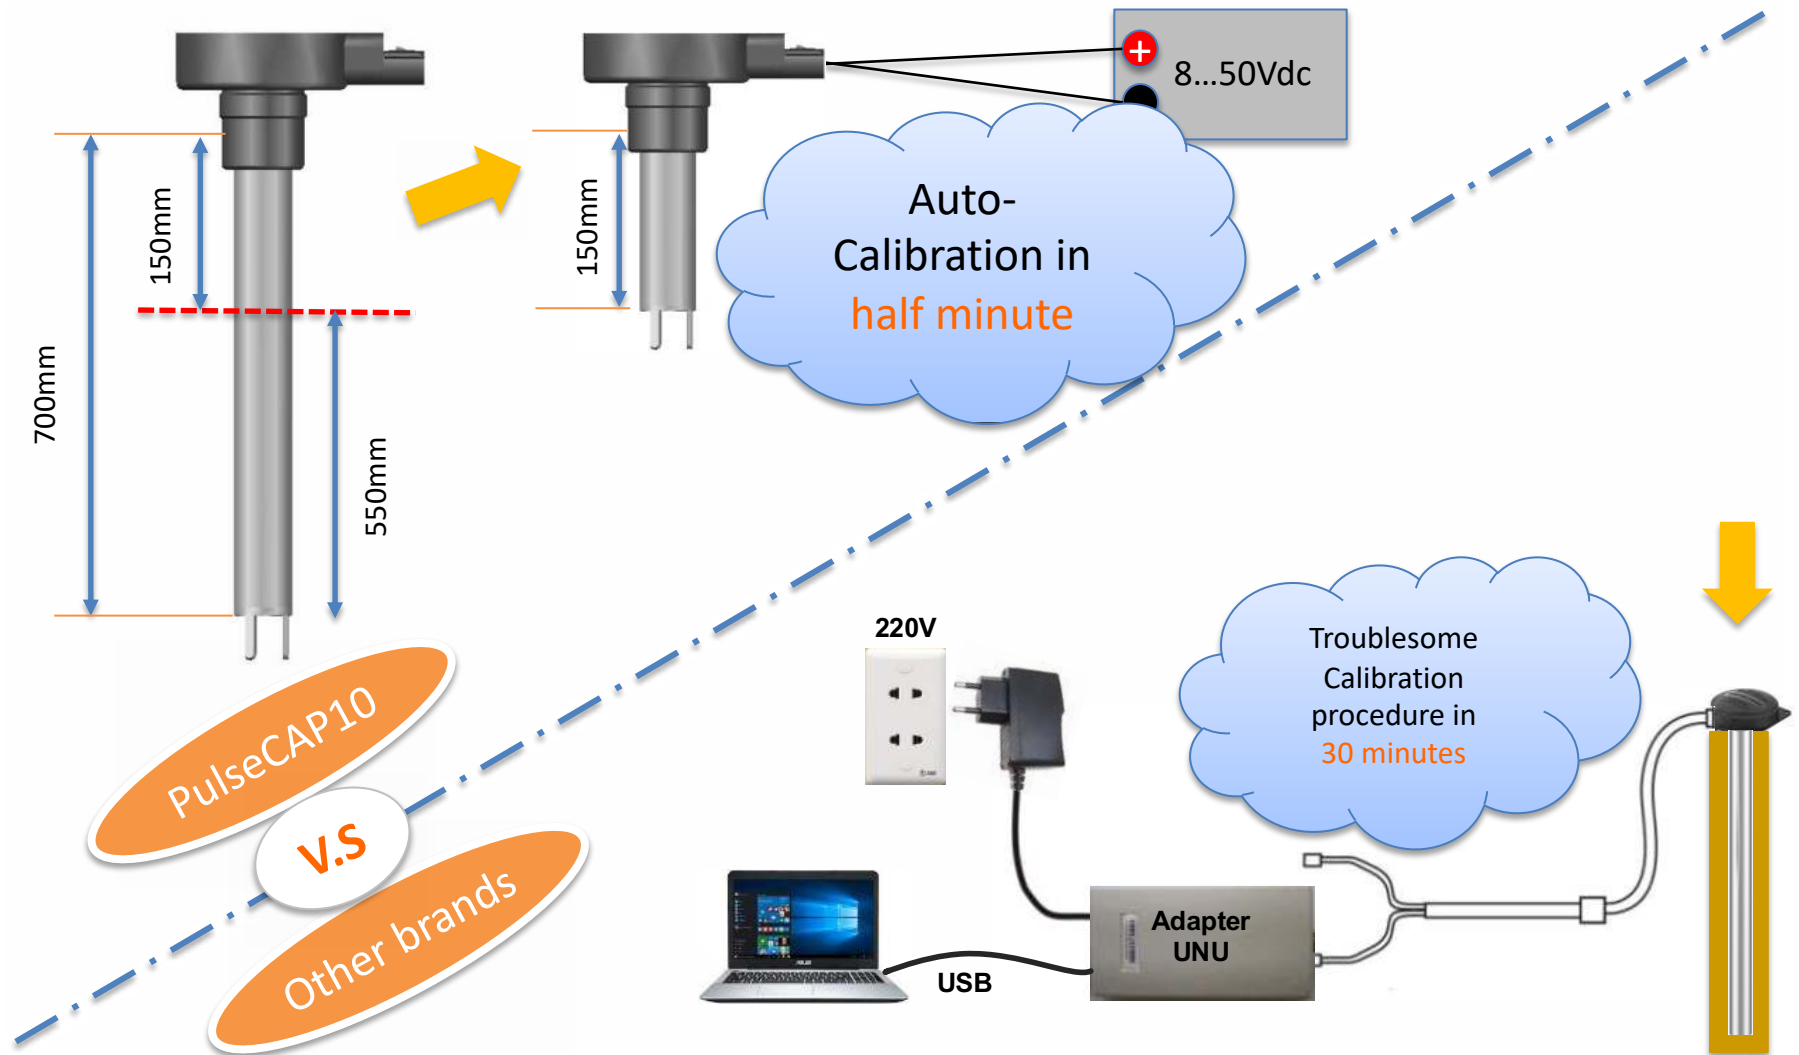 8...50Vdc
+
150mm
700mm
550mm
150mm
Auto-
Calibration in
half minute
PulseCAP10
V.S
Other brands
220V
Troublesome
Calibration
procedure in
30 minutes
Adapter
UNU
USB